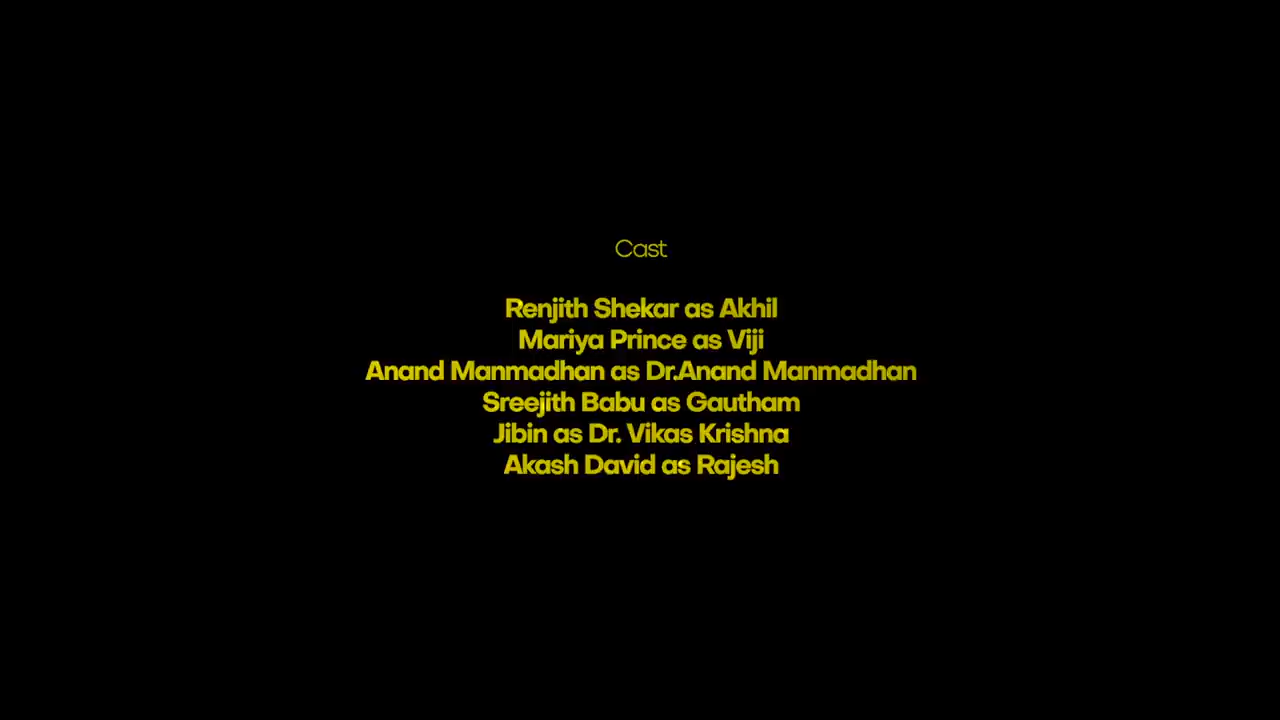 Cast
Renjith Shekar as Akhil
Mariya Prince as Viji
Anand Manmadhan as Dr.Anand Manmadhan
Sreejith Babu as Gautham
Jibin as Dr. Vikas Krishna
Akash David as Rajesh